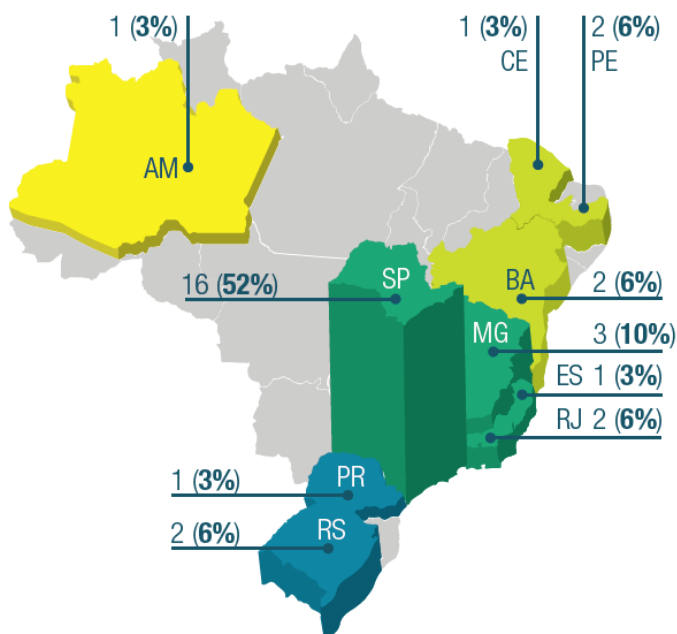 1 (3%)
1 (3%)
CE
2 (6%)
PE
AM
16 (52%)
SP
BA
2 (6%)
MG
3 (10%)
ES 1 (3%)
RJ 2 (6%)
1 (3%)
PR
2 (6%)
RS